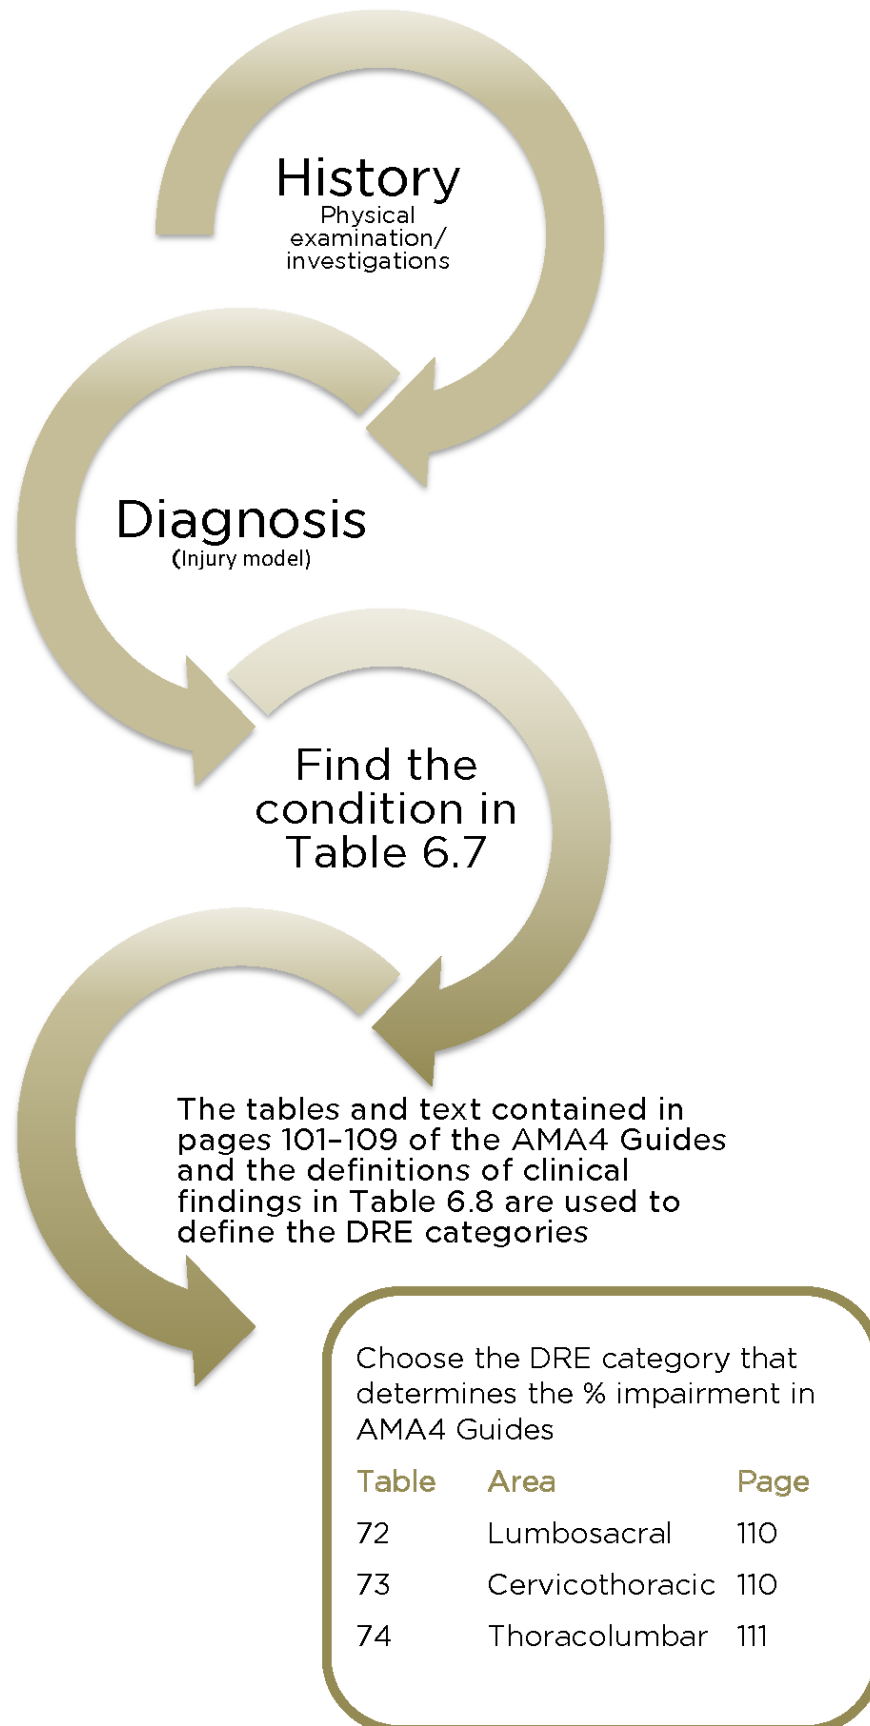 History
Physical
examination/
investigations
Diagnosis
(Injury model)
Find the
condition in
Table 6.7
The tables and text contained in
pages 101–109 of the AMA4 Guides
and the definitions of clinical
findings in Table 6.8 are used to
define the DRE categories
Choose the DRE category that
determines the % impairment in
AMA4 Guides
Table Area Page
72 Lumbosacral 110
73 Cervicothoracic 110
74 Thoracolumbar 111